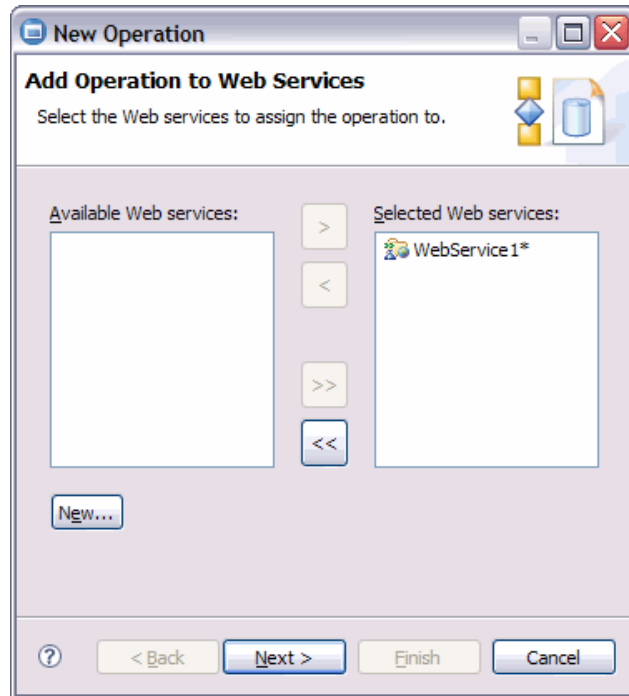 New Operation
Add Operation to Web Services
Select the Web services to assign the operation to.
Available Web services:
Selected Web services:
WebService1*
>
<
>>
<<
New...
?
< Back
Next >
Finish
Cancel